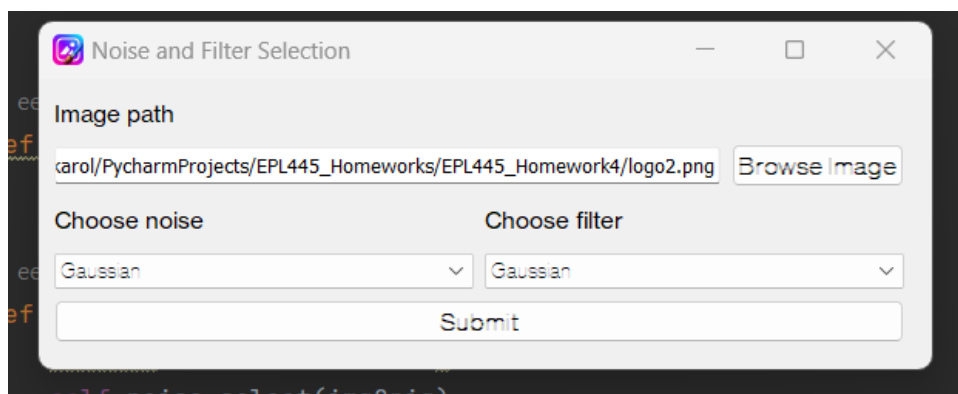 Noise and Filter Selection
Image path
karol/PycharmProjects/EPL445_Homeworks/EPL445_Homework4/logo2.png Browse Image
Choose noise Choose filter
Gaussian Gaussian
Submit